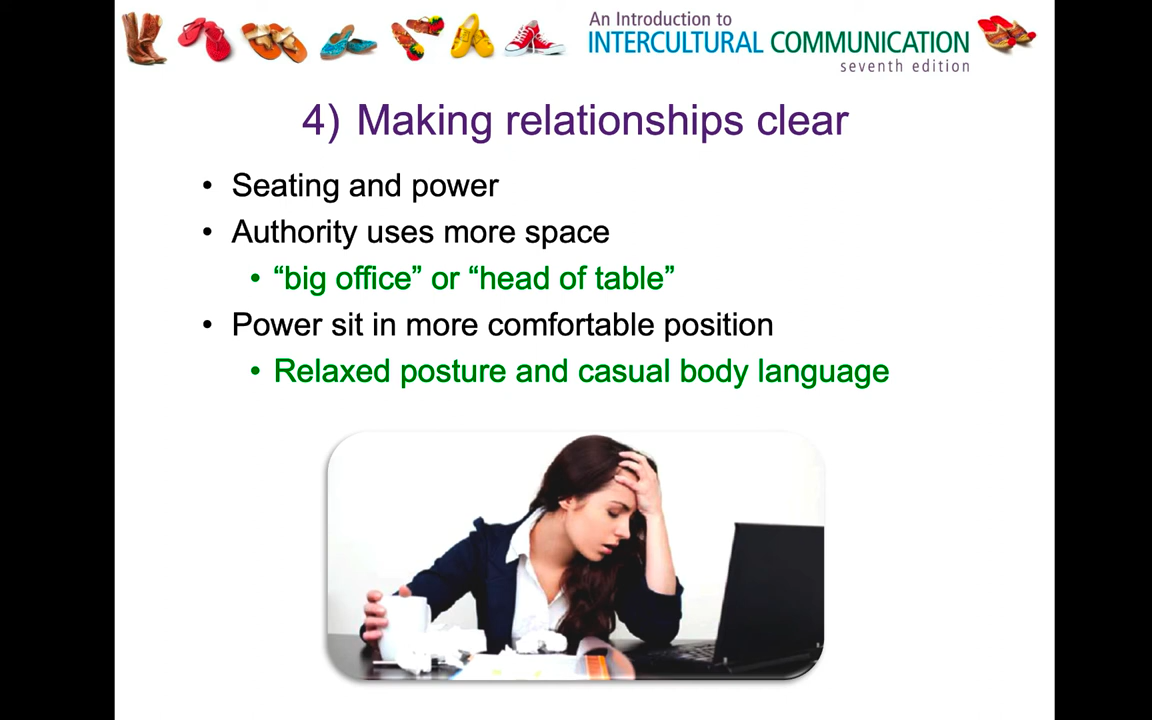 An Introduction to
INTERCULTURAL COMMUNICATION
seventh edition
4) Making relationships clear
• Seating and power
• Authority uses more space
• “big office” or “head of table”
• Power sit in more comfortable position
• Relaxed posture and casual body language